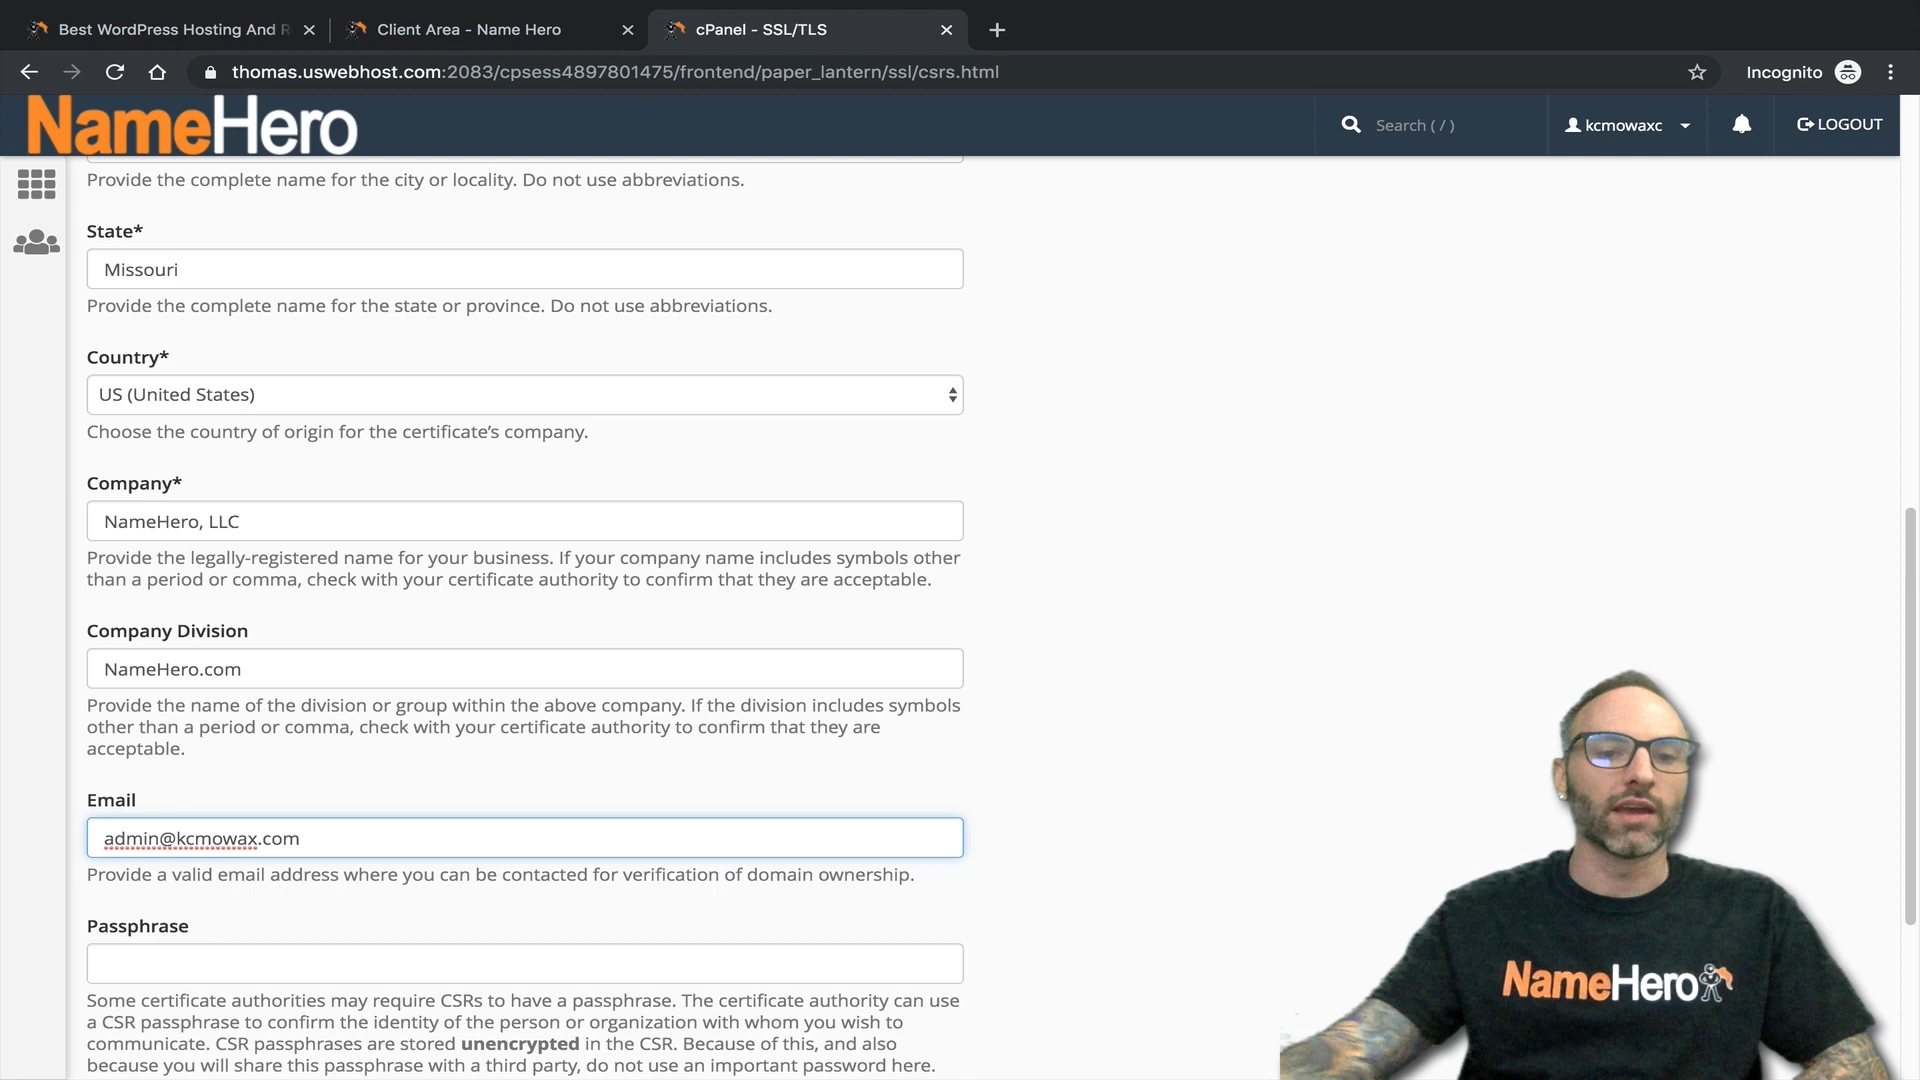 Best WordPress Hosting And R
Client Area - Name Hero
cPanel - SSL/TLS
thomas.uswebhost.com:2083/cpsess4897801475/frontend/paper_lantern/ssl/csrs.html
Incognito
NameHero
Search ( / )
kcmowaxc
LOGOUT
Provide the complete name for the city or locality. Do not use abbreviations.
State*
Missouri
Provide the complete name for the state or province. Do not use abbreviations.
Country*
US (United States)
Choose the country of origin for the certificate’s company.
Company*
NameHero, LLC
Provide the legally-registered name for your business. If your company name includes symbols other
than a period or comma, check with your certificate authority to confirm that they are acceptable.
Company Division
NameHero.com
Provide the name of the division or group within the above company. If the division includes symbols
other than a period or comma, check with your certificate authority to confirm that they are
acceptable.
Email
admin@kcmowax.com
Provide a valid email address where you can be contacted for verification of domain ownership.
Passphrase
Some certificate authorities may require CSRs to have a passphrase. The certificate authority can use
a CSR passphrase to confirm the identity of the person or organization with whom you wish to
communicate. CSR passphrases are stored unencrypted in the CSR. Because of this, and also
because you will share this passphrase with a third party, do not use an important password here.
NameHero